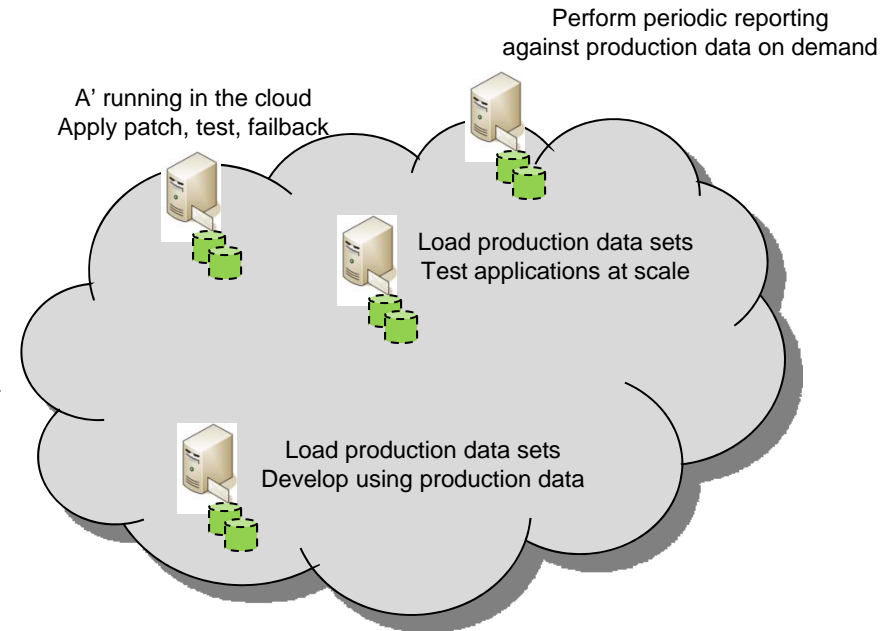 Perform periodic reporting
against production data on demand
A' running in the cloud
Apply patch, test, failback
Load production data sets
Test applications at scale
Load production data sets
Develop using production data